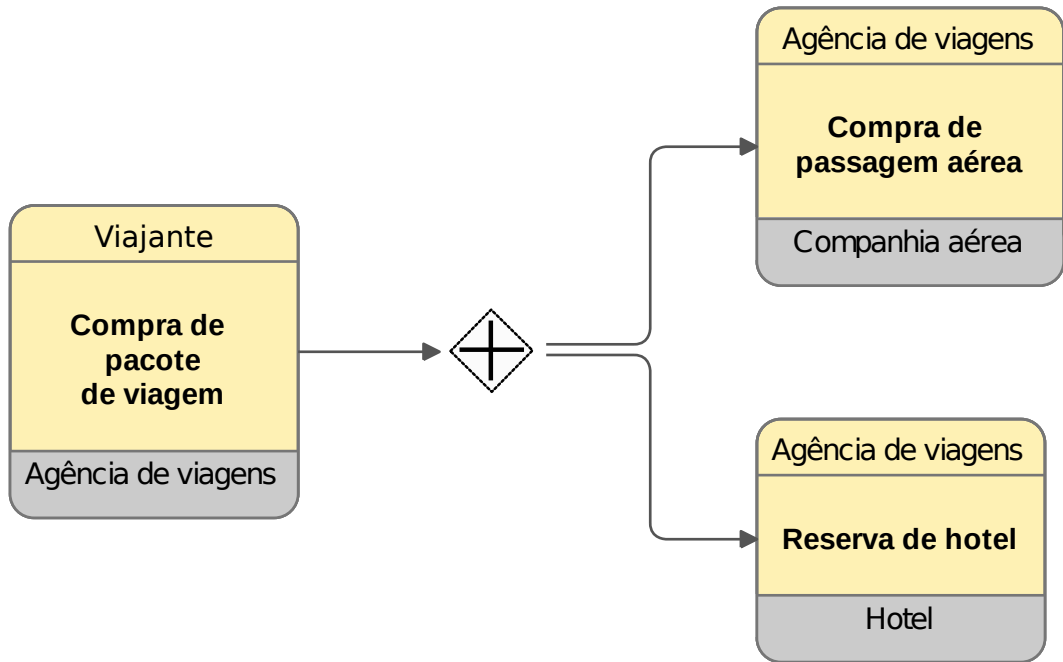 Viajante
Compra de
pacote
de viagem
Agência de viagens
Agência de viagens
Compra de
passagem aérea
Companhia aérea
Agência de viagens
Reserva de hotel
Hotel